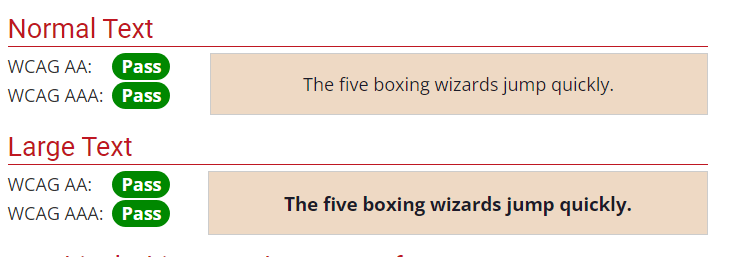 Normal Text
WCAG AA: Pass
WCAG AAA: Pass
The five boxing wizards jump quickly.
Large Text
WCAG AA: Pass
WCAG AAA: Pass
The five boxing wizards jump quickly.